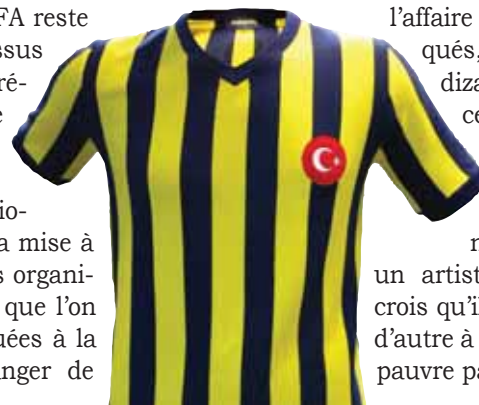 FA reste
ssus
ré-
e
io-
a mise à
s organi-
que l'on
uées à la
nger de
l'affaire
qués,
diza
ce
un artist
crois qu'il
d'autre à
pauvre pa